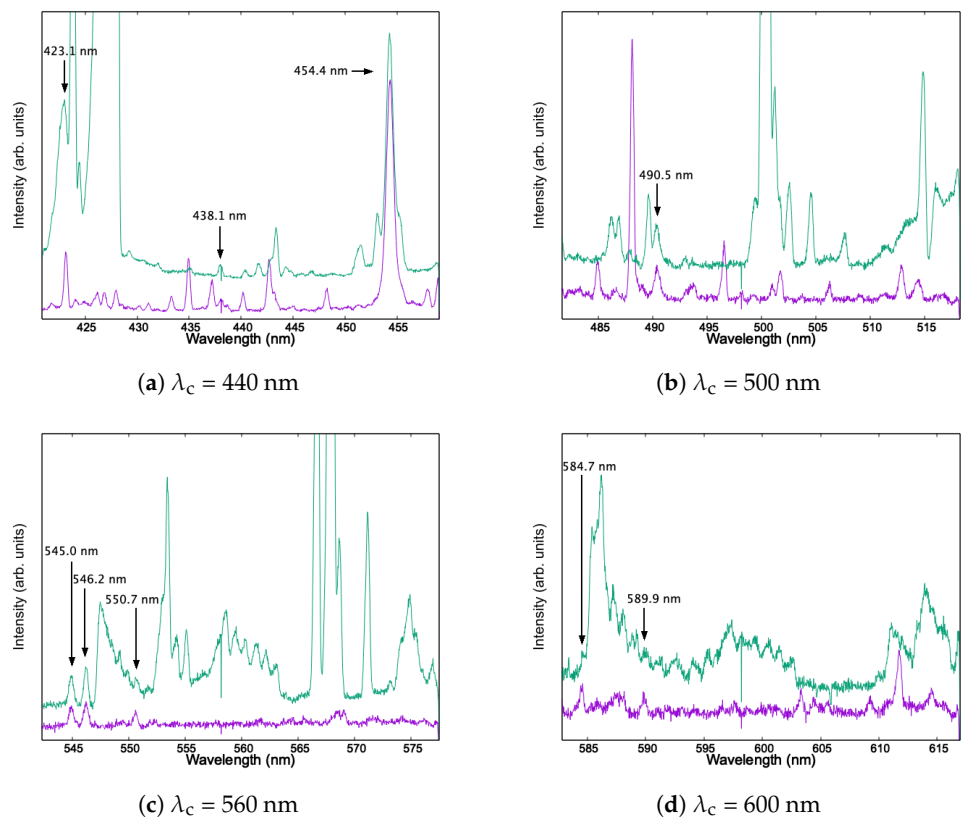 423.1 nm
454.4 nm
438.1 nm
Intensity (arb. units)
425 430 435 440 445 450 455
Wavelength (nm)
(a) λc = 440 nm
490.5 nm
Intensity (arb. units)
485 490 495 500 505 510 515
Wavelength (nm)
(b) λc = 500 nm
545.0 nm
546.2 nm
550.7 nm
Intensity (arb. units)
545 550 555 560 565 570 575
Wavelength (nm)
(c) λc = 560 nm
584.7 nm
589.9 nm
Intensity (arb. units)
585 590 595 600 605 610 615
Wavelength (nm)
(d) λc = 600 nm